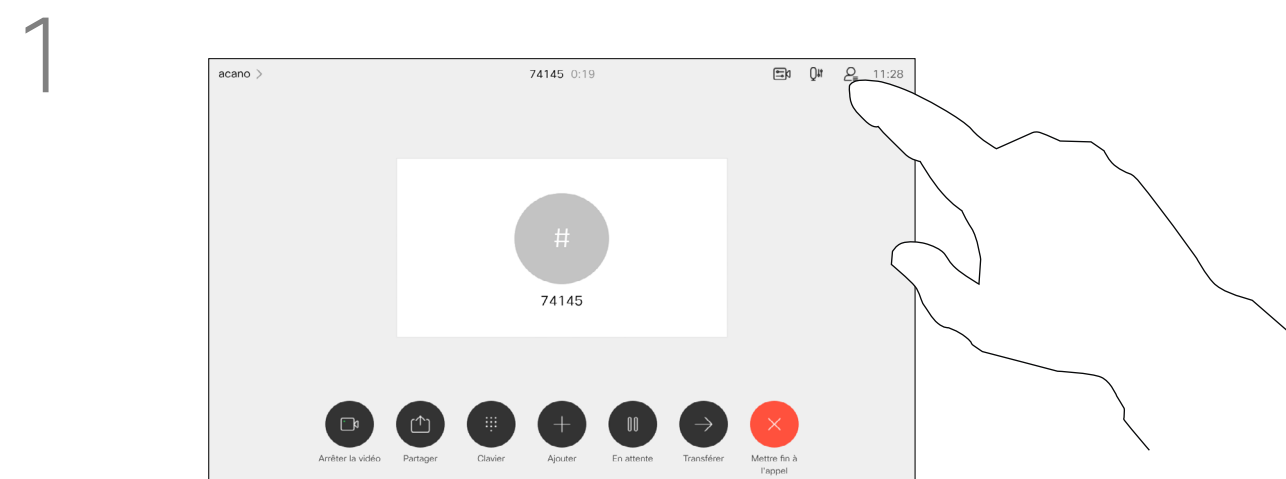 1
acano >
74145 0:19
11:28
#
74145
Arrêter la vidéo
Partager
Clavier
Ajouter
En attente
Transférer
Mettre fin à
l'appel